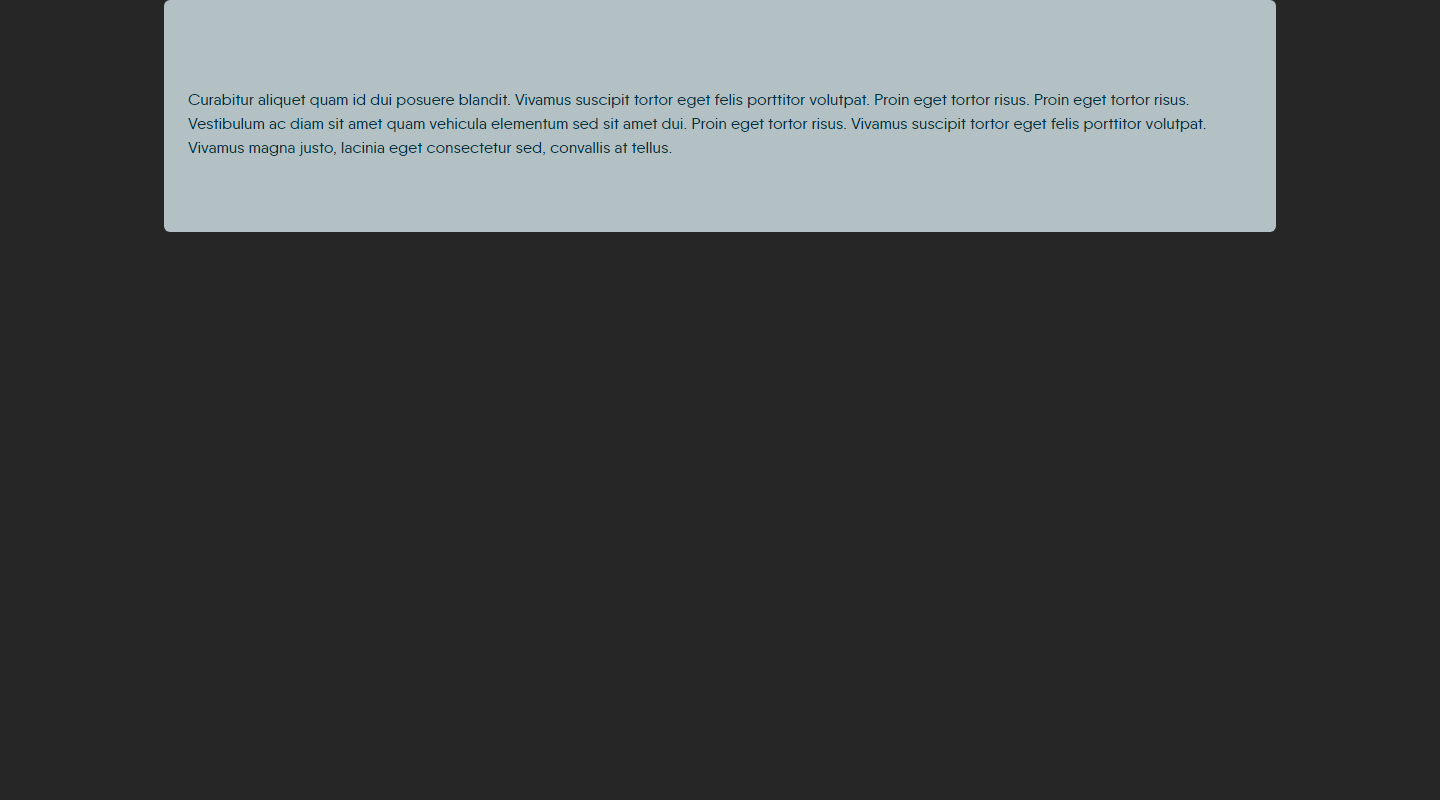 Curabitur aliquet quam id dui posuere blandit. Vivamus suscipit tortor eget felis porttitor volutpat. Proin eget tortor risus. Proin eget tortor risus.
Vestibulum ac diam sit amet quam vehicula elementum sed sit amet dui. Proin eget tortor risus. Vivamus suscipit tortor eget felis porttitor volutpat.
Vivamus magna justo, lacinia eget consectetur sed, convallis at tellus.